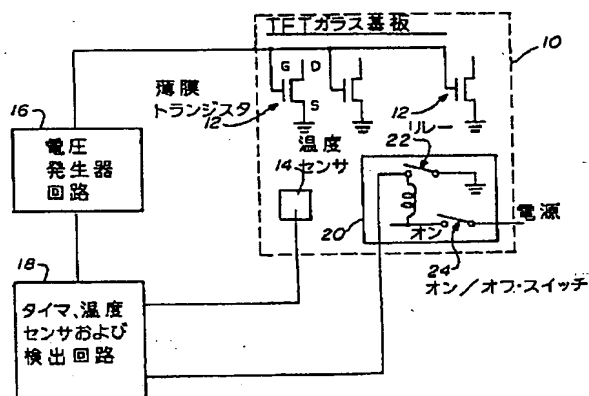 TFTガラス基板
10
G
D
S
薄膜
トランジスタ
12
12
16
電圧
発生器
回路
温度
14
センサ
リレー
22
20
オン
電源
24
オン/オフ・スイッチ
18
タイマ、温度
センサおよび
検出回路